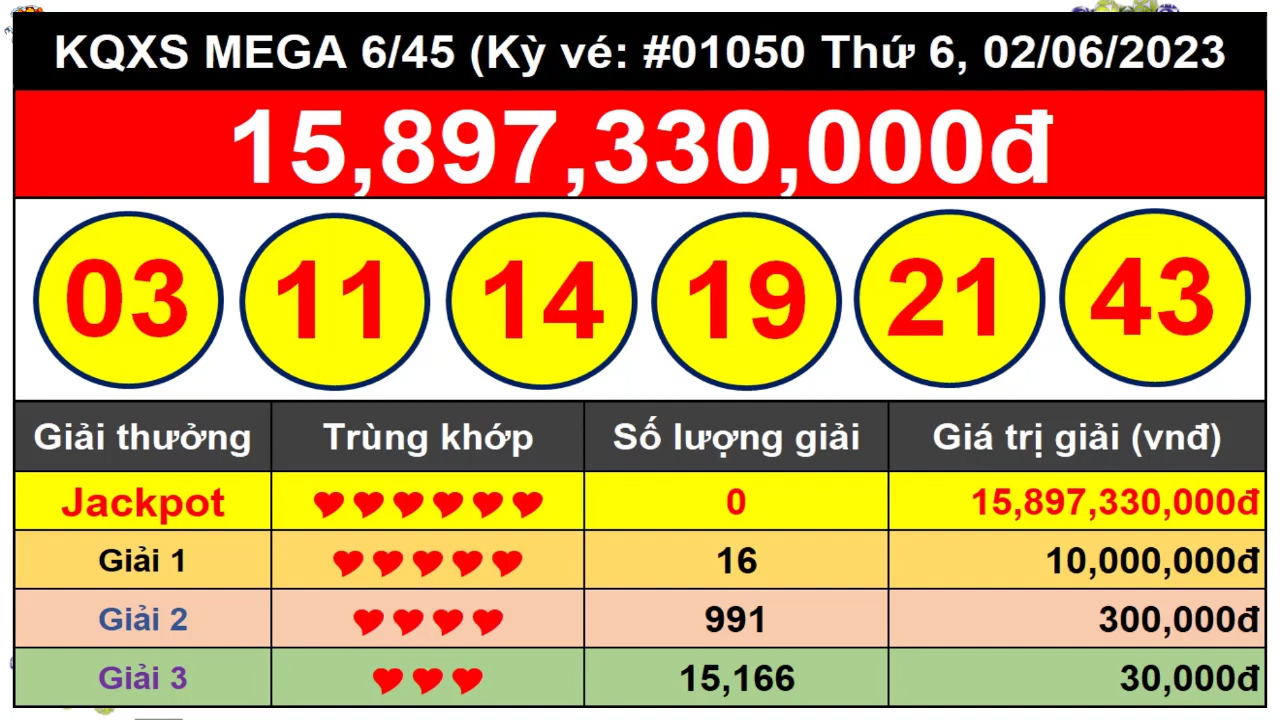 KQXS MEGA 6/45 (Kỳ vé: #01050 Thứ 6, 02/06/2023
15,897,330,000đ
03 11 14 19 21 43
Giải thưởng Trùng khớp Số lượng giải Giá trị giải (vnđ)
Jackpot 0 15,897,330,000đ
Giải 1 16 10,000,000đ
Giải 2 991 300,000đ
Giải 3 15,166 30,000đ